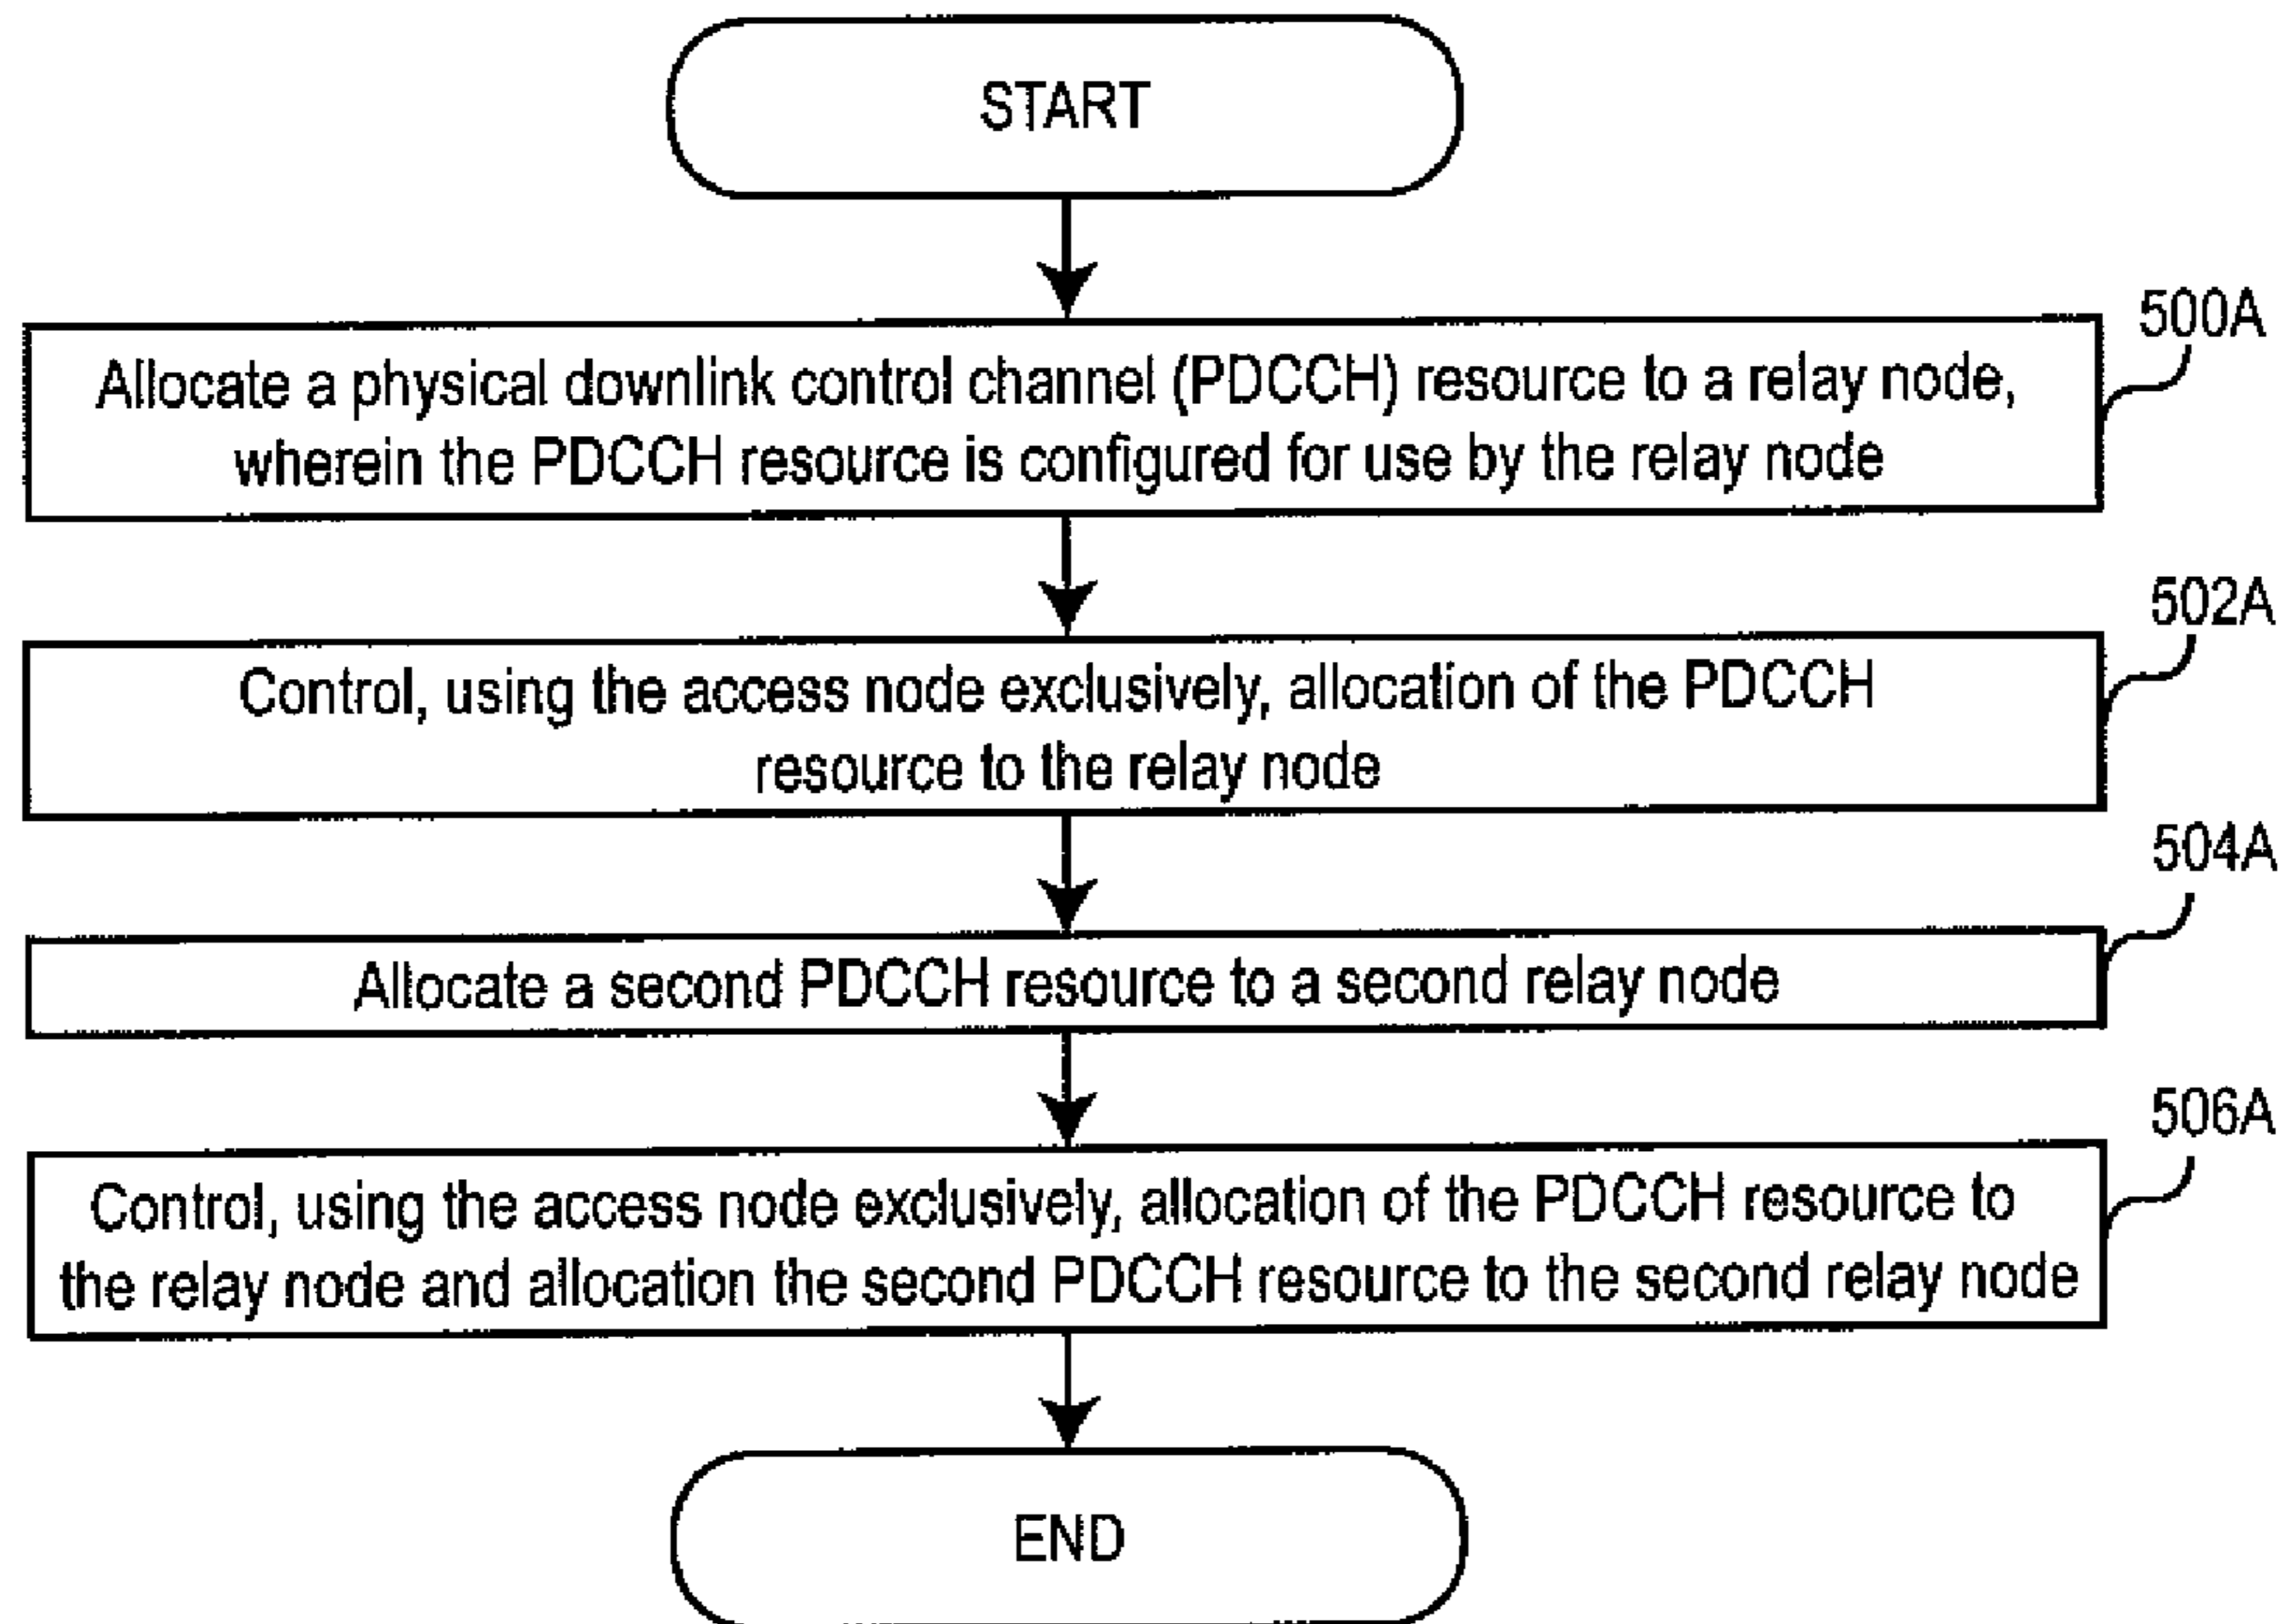 START
500A
Allocate a physical downlink control channel (PDCCH) resource to a relay node,
wherein the PDCCH resource is configured for use by the relay node
502A
Control, using the access node exclusively, allocation of the PDCCH
resource to the relay node
504A
Allocate a second PDCCH resource to a second relay node
506A
Control, using the access node exclusively, allocation of the PDCCH resource to
the relay node and allocation the second PDCCH resource to the second relay node
END